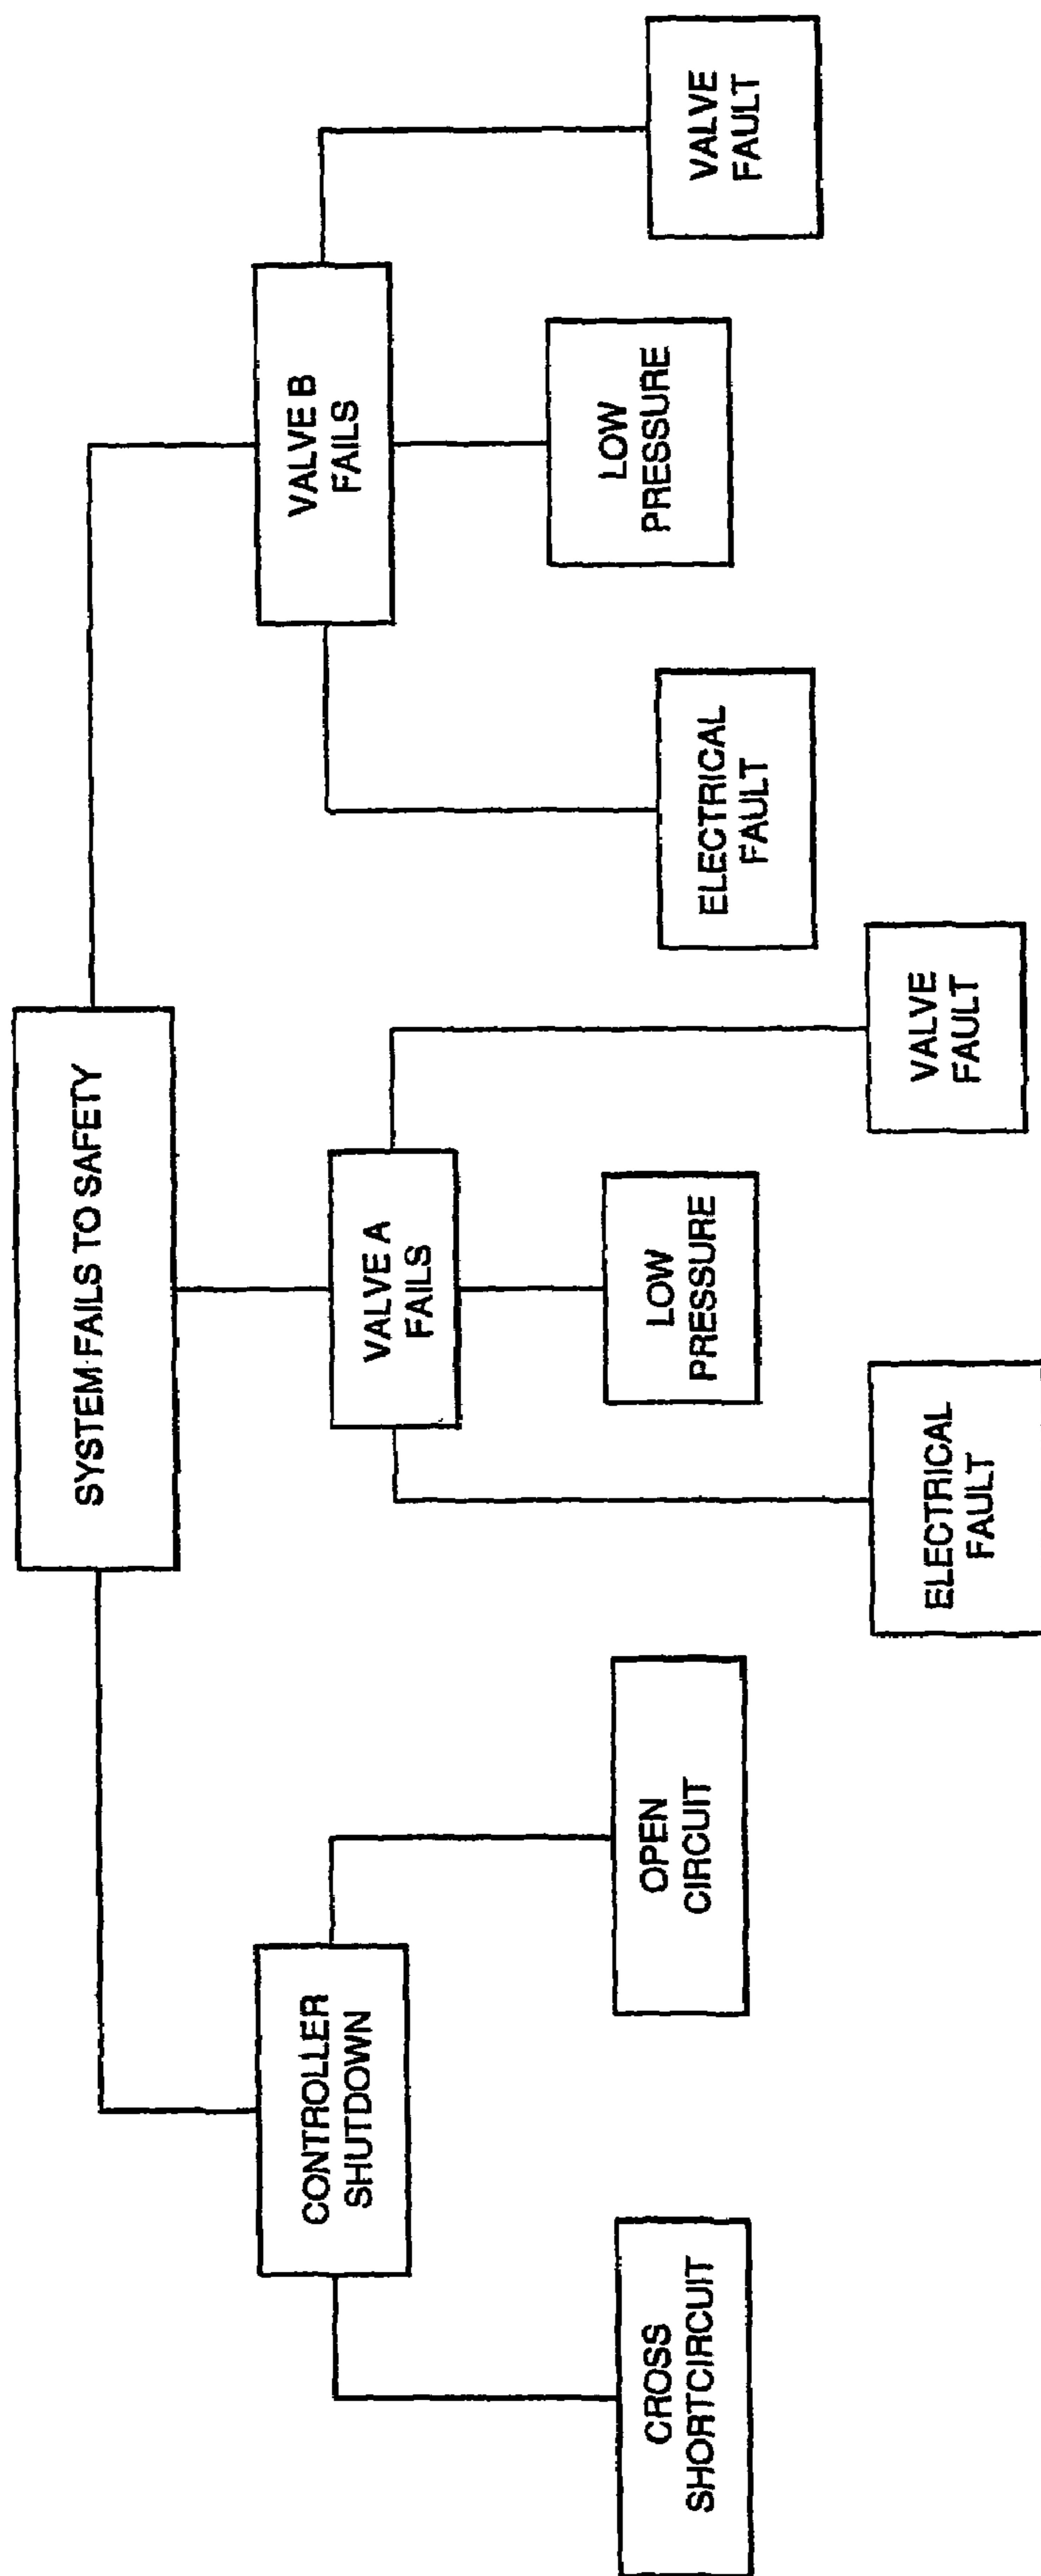 SYSTEM FAILS TO SAFETY
CONTROLLER
SHUTDOWN
VALVE A
FAILS
VALVE B
FAILS
CROSS
SHORTCIRCUIT
OPEN
CIRCUIT
ELECTRICAL
FAULT
LOW
PRESSURE
VALVE
FAULT
ELECTRICAL
FAULT
LOW
PRESSURE
VALVE
FAULT